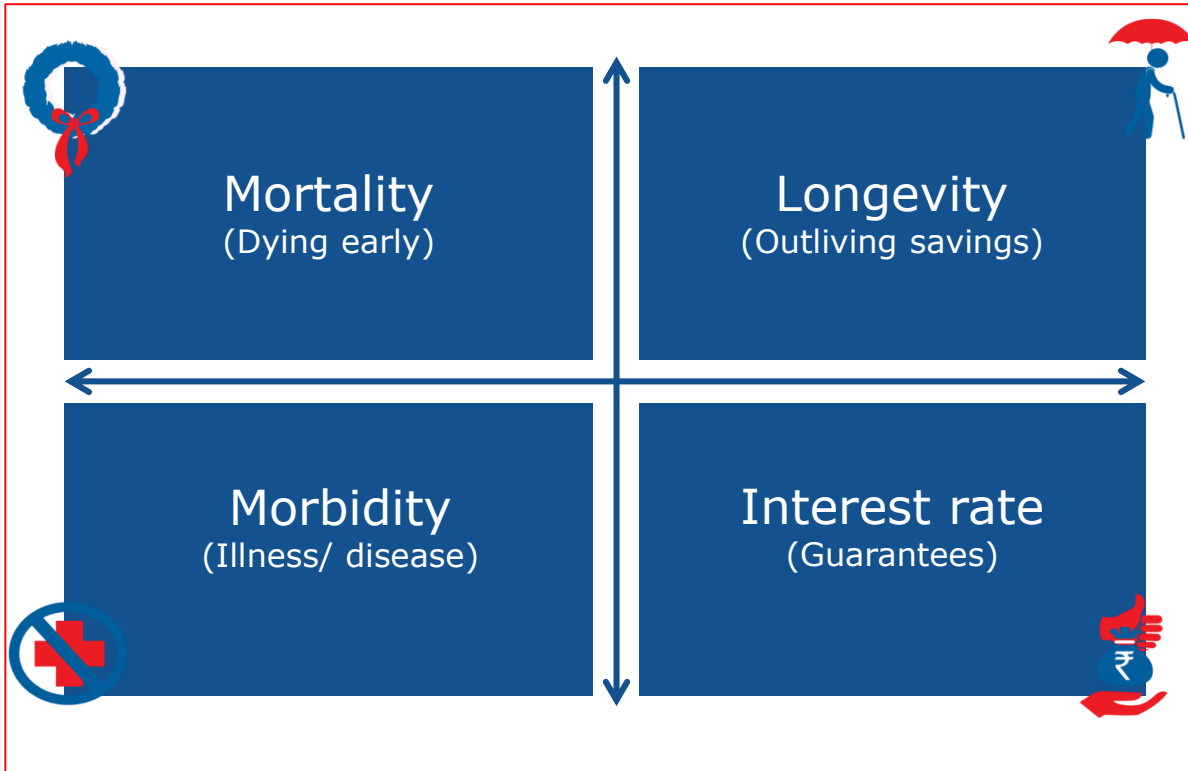 Mortality
(Dying early)
Longevity
(Outliving savings)
Morbidity
(Illness/ disease)
Interest rate
(Guarantees)
₹